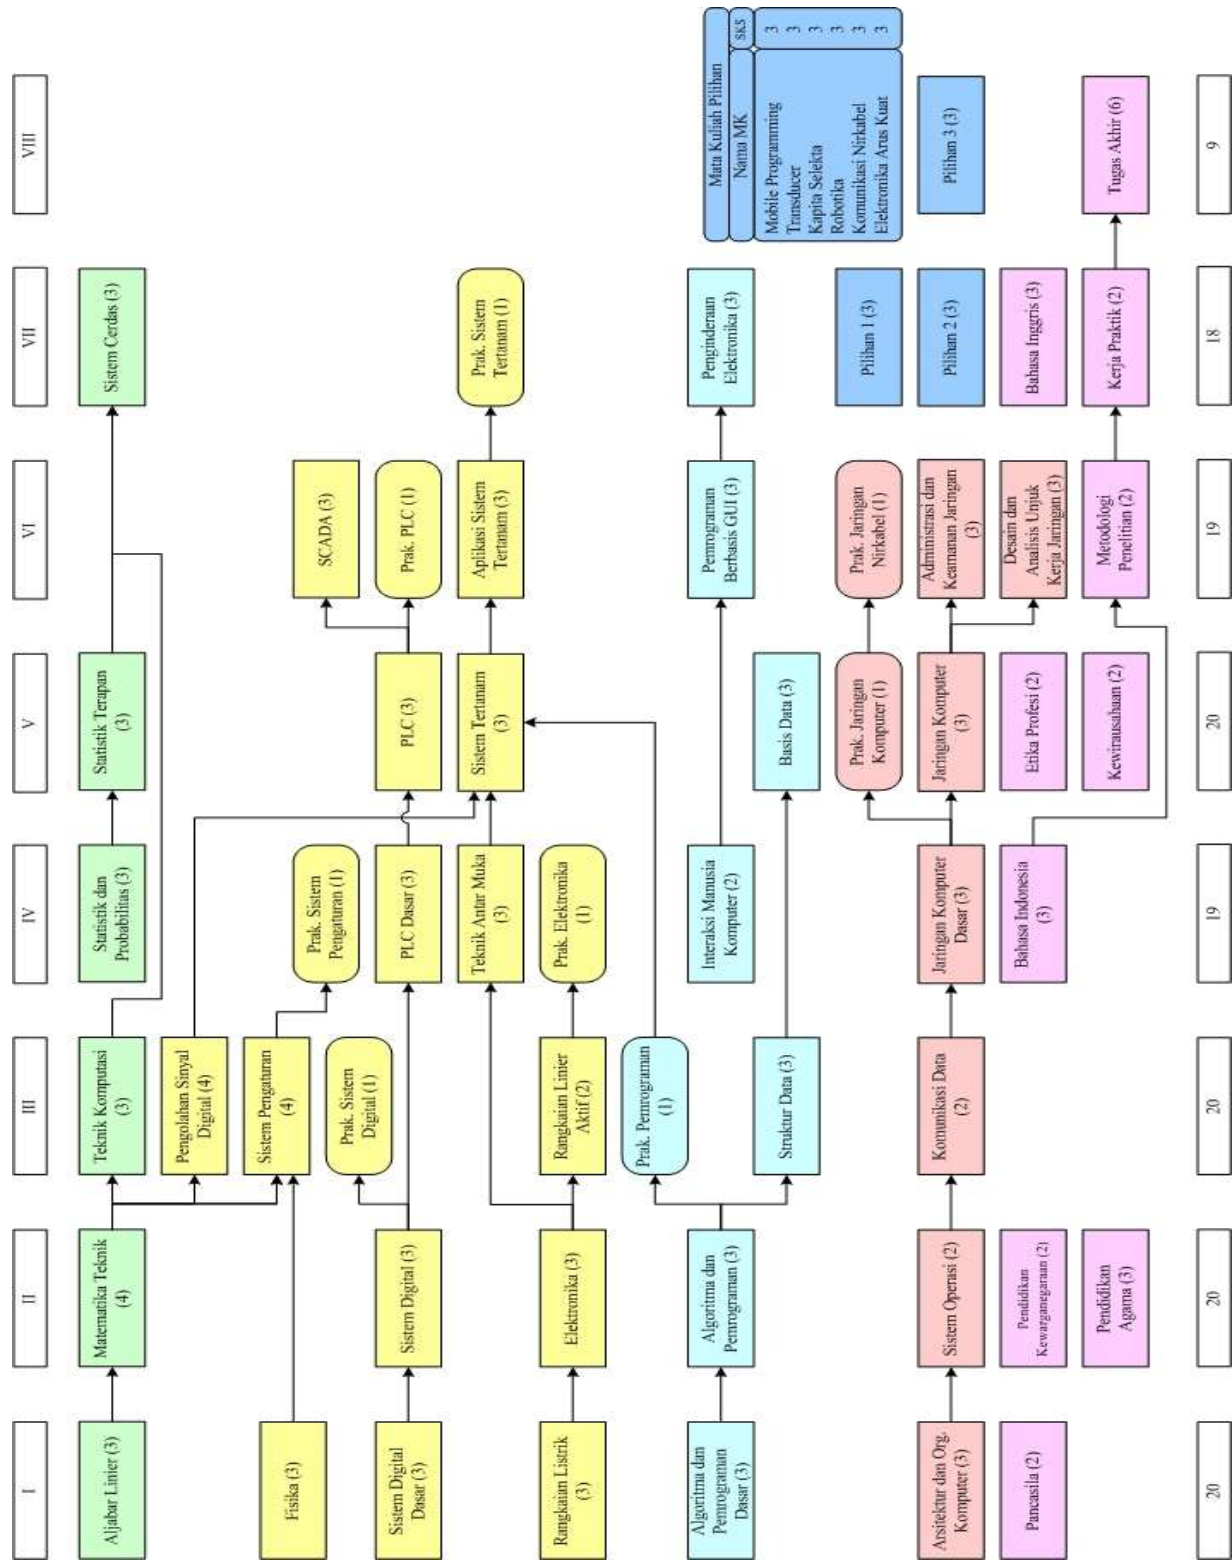 I
II
III
IV
V
VI
VII
VIII
Aljabar Linier (3)
Matematika Teknik
(4)
Teknik Komputasi
(3)
Statistik dan
Probabilitas (3)
Statistik Terapan
(3)
Sistem Cerdas (3)
Pengolahan Sinyal
Digital (4)
Fisika (3)
Sistem Pengaturan
(4)
Prak. Sistem
Pengaturan (1)
SCADA (3)
Prak. Sistem
Digital (1)
Sistem Digital
Dasar (3)
Sistem Digital (3)
PLC Dasar (3)
PLC (3)
Prak. PLC (1)
Teknik Antar Muka
(3)
Sistem Tertanam
(3)
Aplikasi Sistem
Tertanam (3)
Prak. Sistem
Tertanam (1)
Rangkaian Listrik
(3)
Elektronika (3)
Rangkaian Linier
Aktif (2)
Prak. Elektronika
(1)
Prak. Pemrograman
(1)
Algoritma dan
Pemrograman
Dasar (3)
Algoritma dan
Pemrograman (3)
Interaksi Manusia
Komputer (2)
Pemrograman
Berbasis GUI (3)
Penginderaan
Elektronika (3)
Struktur Data (3)
Basis Data (3)
Mata Kuliah Pilihan
Nama MK SKS
Mobile Programming 3
Transducer 3
Kapita Selekta 3
Robotika 3
Komunikasi Nirkabel 3
Elektronika Arus Kuat 3
Prak. Jaringan
Komputer (1)
Prak. Jaringan
Nirkabel (1)
Pilihan 1 (3)
Arsitektur dan Org.
Komputer (3)
Sistem Operasi (2)
Komunikasi Data
(2)
Jaringan Komputer
Dasar (3)
Jaringan Komputer
(3)
Administrasi dan
Keamanan Jaringan
(3)
Pilihan 2 (3)
Pilihan 3 (3)
Pancasila (2)
Pendidikan
Kewarganegaraan (2)
Bahasa Indonesia
(3)
Etika Profesi (2)
Desain dan
Analisis Unjuk
Kerja Jaringan (3)
Bahasa Inggris (3)
Pendidikan
Agama (3)
Kewirausahaan (2)
Metodologi
Penelitian (2)
Kerja Praktik (2)
Tugas Akhir (6)
20
20
20
19
20
19
18
9